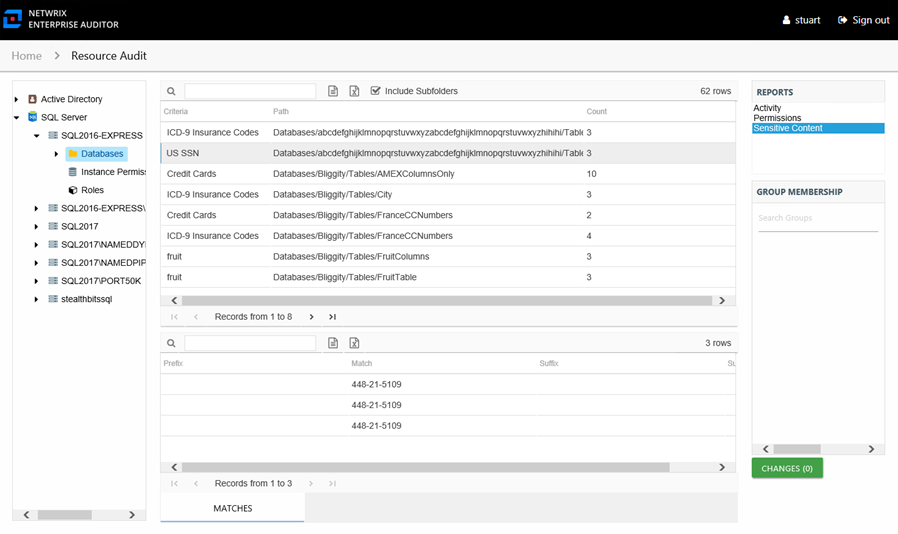 NETWRIX
ENTERPRISE AUDITOR
stuart
Sign out
Home > Resource Audit
Active Directory
SQL Server
SQL2016-EXPRESS
Databases
Instance Permis
Roles
SQL2016-EXPRESS\
SQL2017
SQL2017\NAMEDDY
SQL2017\NAMEDPIP
SQL2017\PORT50K
stealthbitssql
Include Subfolders
62 rows
Criteria Path Count
ICD-9 Insurance Codes Databases/abcdefghijklmnopqrstuvwxyzabcdefghijklmnopqrstuvwxyzhihihi/Table 3
US SSN Databases/abcdefghijklmnopqrstuvwxyzabcdefghijklmnopqrstuvwxyzhihihi/Table 3
Credit Cards Databases/Bliggity/Tables/AMEXColumnsOnly 10
ICD-9 Insurance Codes Databases/Bliggity/Tables/City 3
Credit Cards Databases/Bliggity/Tables/FranceCCNumbers 2
ICD-9 Insurance Codes Databases/Bliggity/Tables/FranceCCNumbers 4
fruit Databases/Bliggity/Tables/FruitColumns 3
fruit Databases/Bliggity/Tables/FruitTable 3
Records from 1 to 8
3 rows
Prefix Match Suffix Su
448-21-5109
448-21-5109
448-21-5109
Records from 1 to 3
MATCHES
REPORTS
Activity
Permissions
Sensitive Content
GROUP MEMBERSHIP
Search Groups
CHANGES (0)